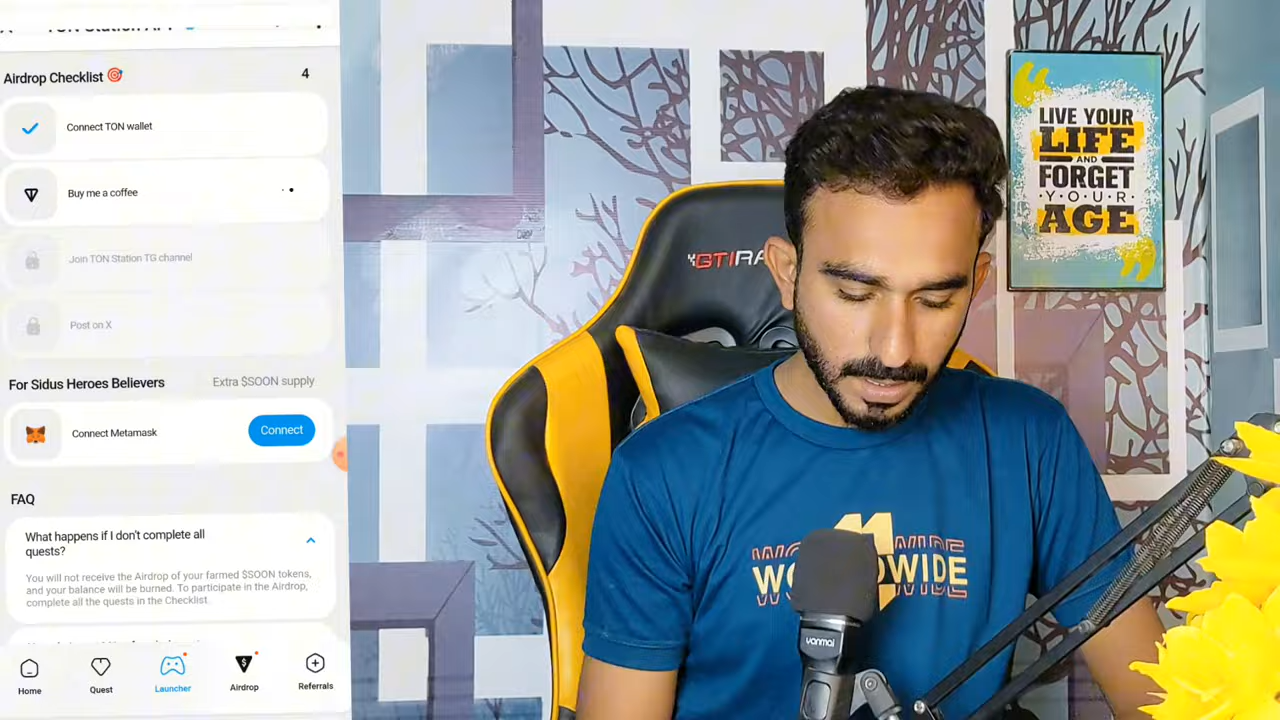 TON Station APP
Airdrop Checklist
4
Connect TON wallet
Buy me a coffee
Join TON Station TG channel
Post on X
For Sidus Heroes Believers
Extra $SOON supply
Connect Metamask
Connect
FAQ
What happens if I don't complete all
quests?
You will not receive the Airdrop of your farmed $SOON tokens,
and your balance will be burned. To participate in the Airdrop,
complete all the quests in the Checklist.
Home
Quest
Launcher
Airdrop
Referrals
GTIRA
LIVE YOUR
LIFE
AND
FORGET
YOUR
AGE
yanmai